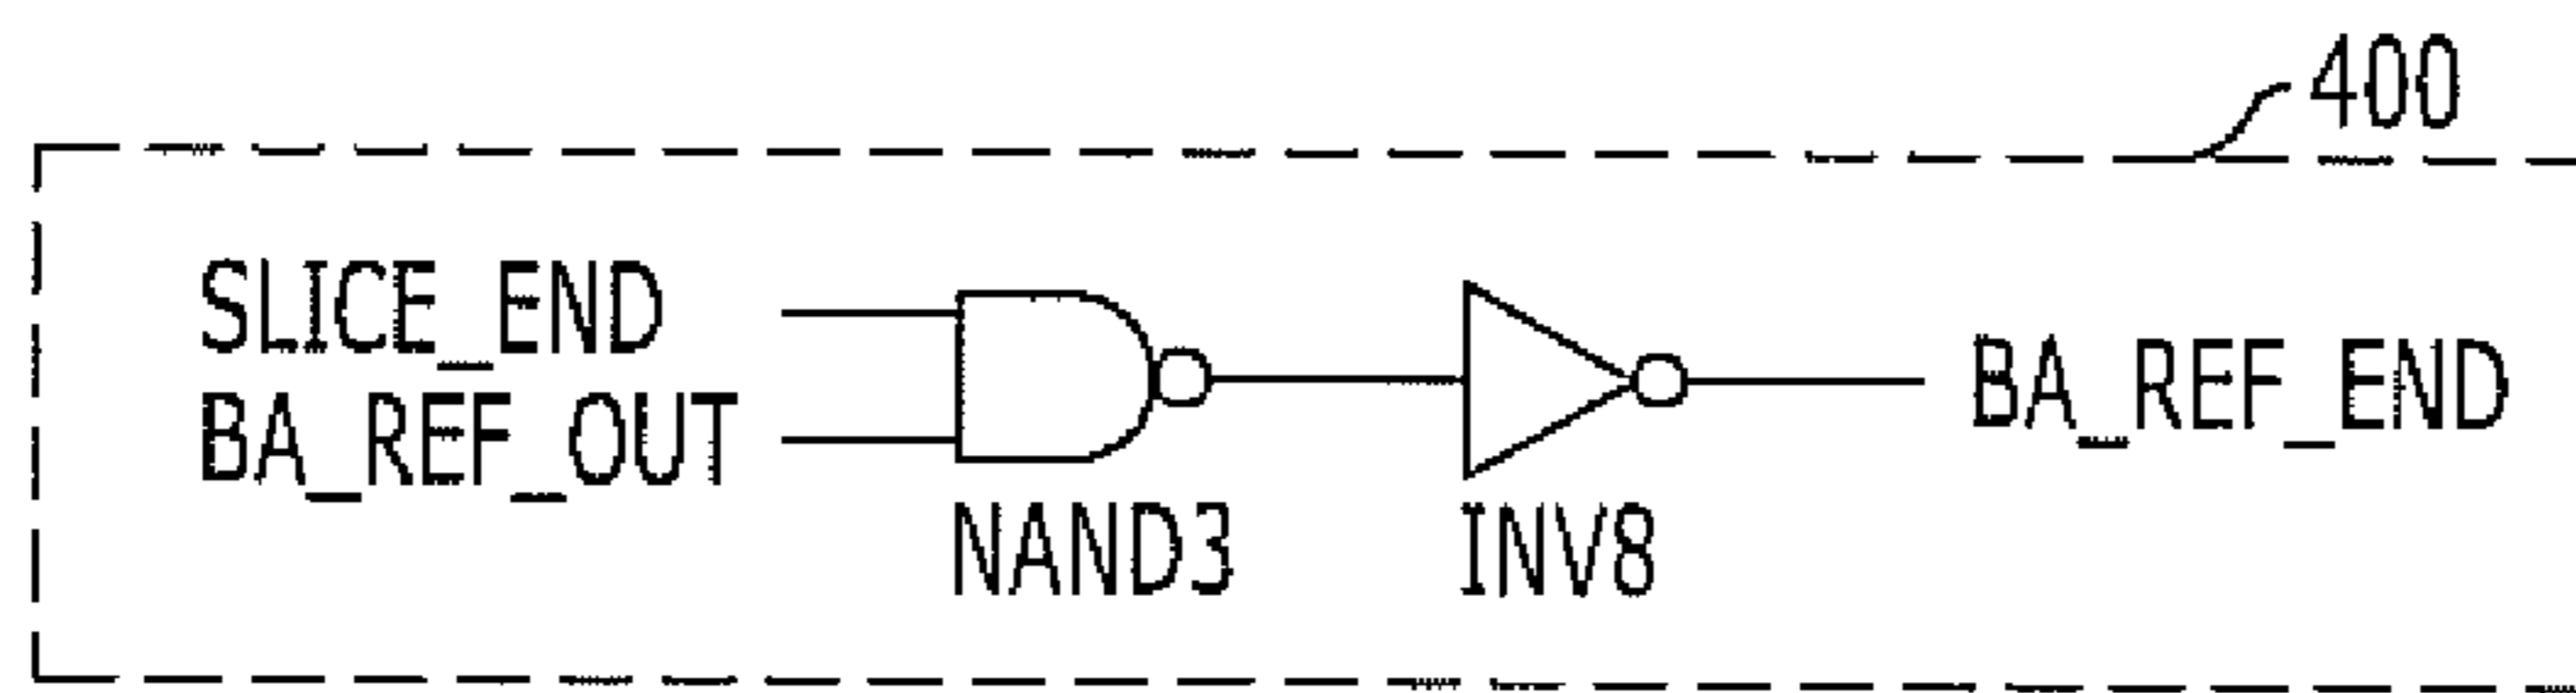 400
SLICE_END
BA_REF_OUT
BA_REF_END
NAND3
INV8